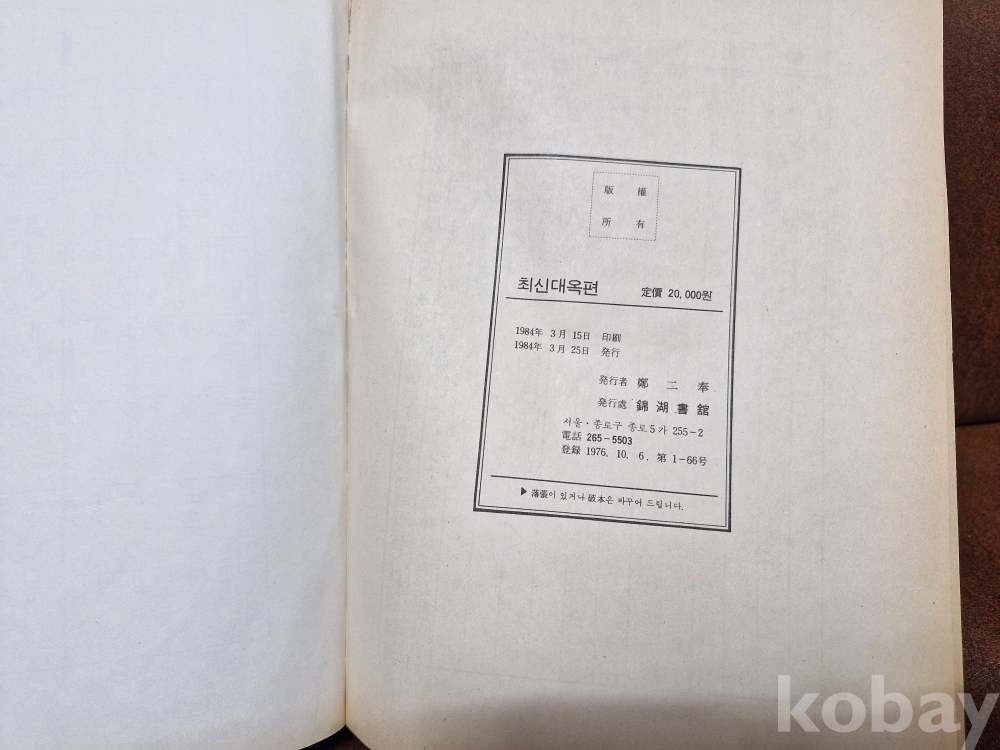 版 權
所 有
최신대옥편 定價 20,000원
1984年 3月 15日 印刷
1984年 3月 25日 発行
発行者 鄭 二 奉
発行處 錦 湖 書 舘
서울·종로구 종로5가 255-2
電話 265-5503
登録 1976. 10. 6. 第 1-66号
▶落張이 있거나 破本은 바꾸어 드립니다.
kobay